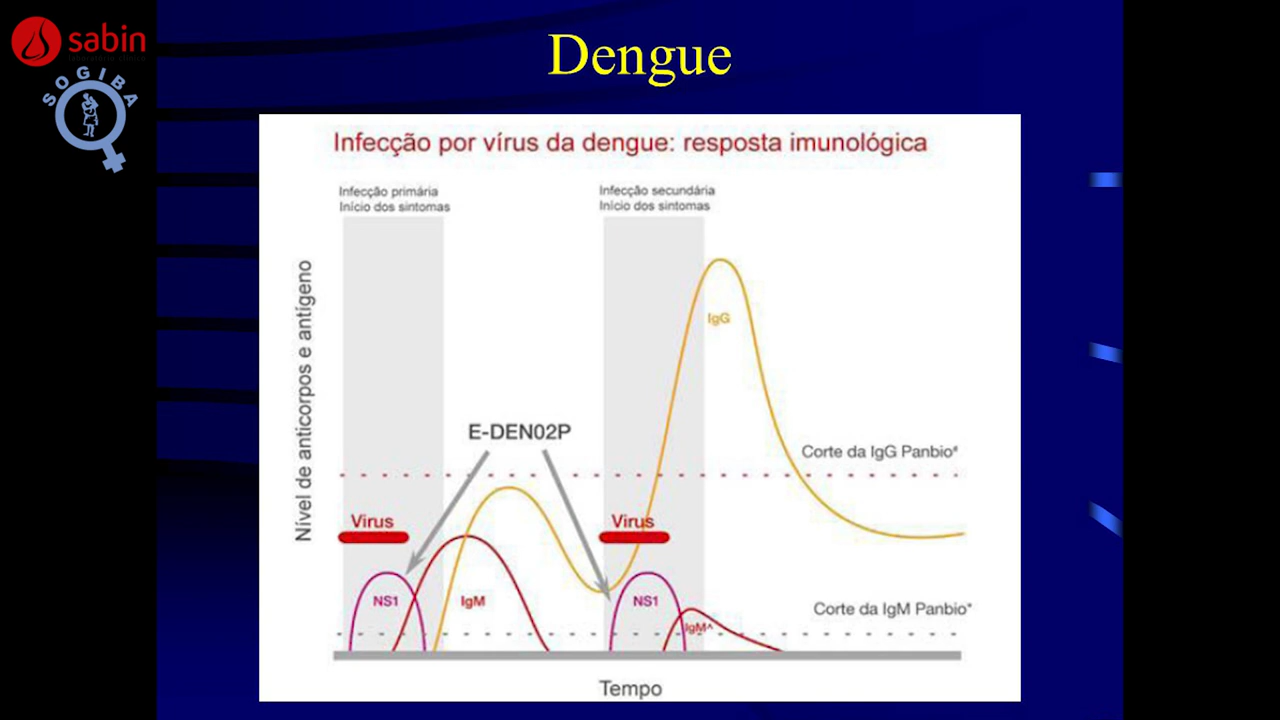 sabin
SOGIBA
Dengue
Infecção por vírus da dengue: resposta imunológica
Infecção primária
Início dos sintomas
Infecção secundária
Início dos sintomas
Nível de anticorpos e antígeno
IgG
E-DEN02P
Corte da IgG Panbio*
Virus
Virus
NS1
IgM
NS1
IgM^
Corte da IgM Panbio*
Tempo